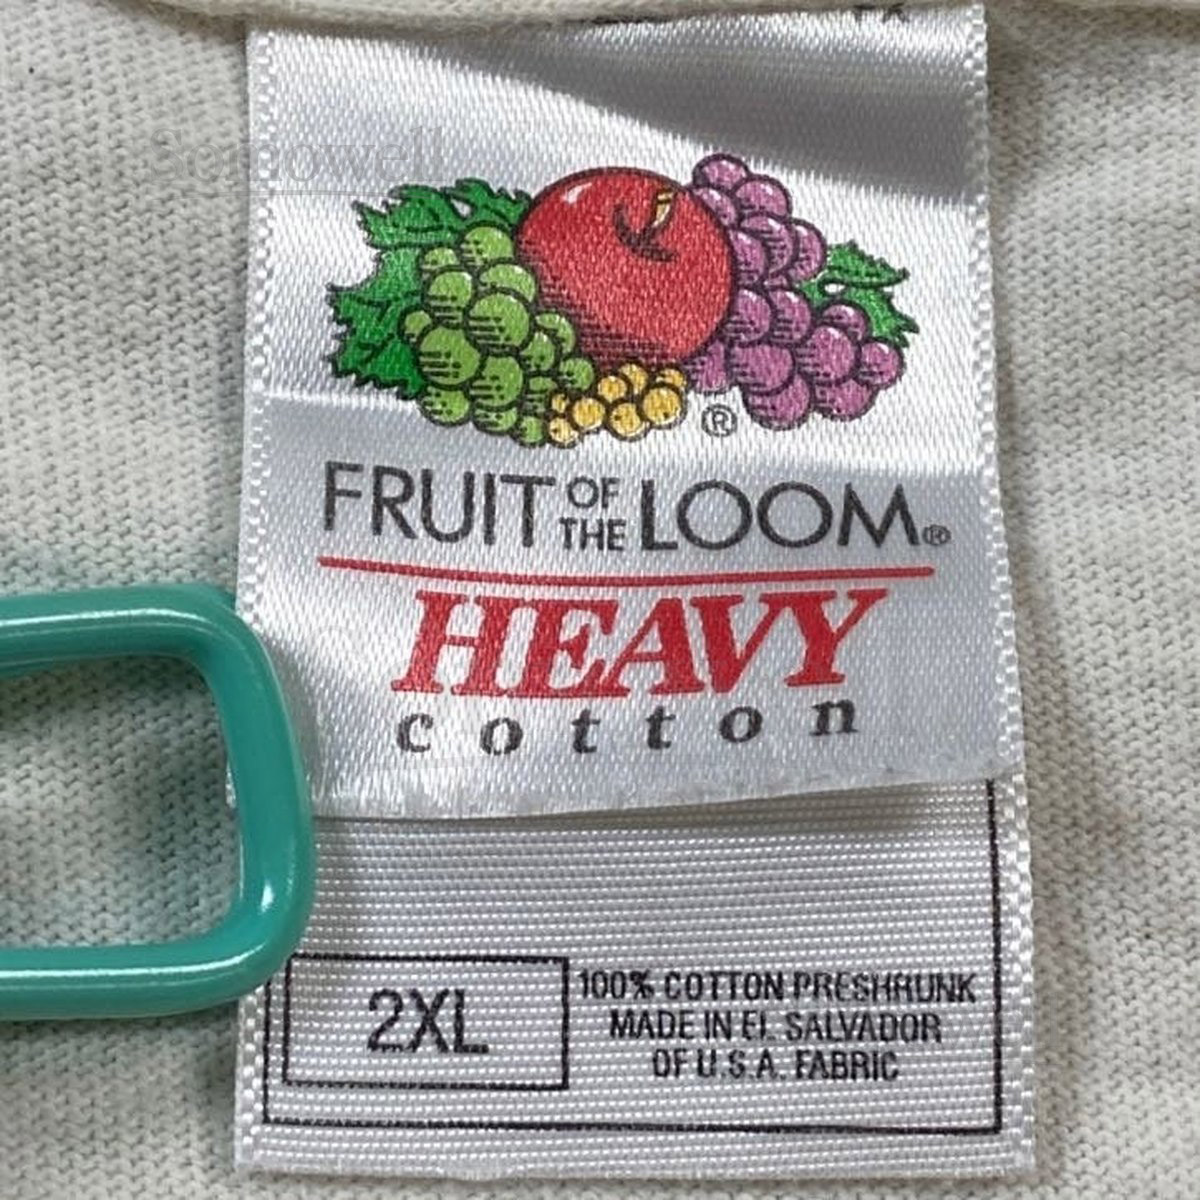 ®
FRUIT OF THE LOOM®
HEAVY
cotton
2XL
100% COTTON PRESHRUNK
MADE IN EL SALVADOR
OF U.S.A. FABRIC